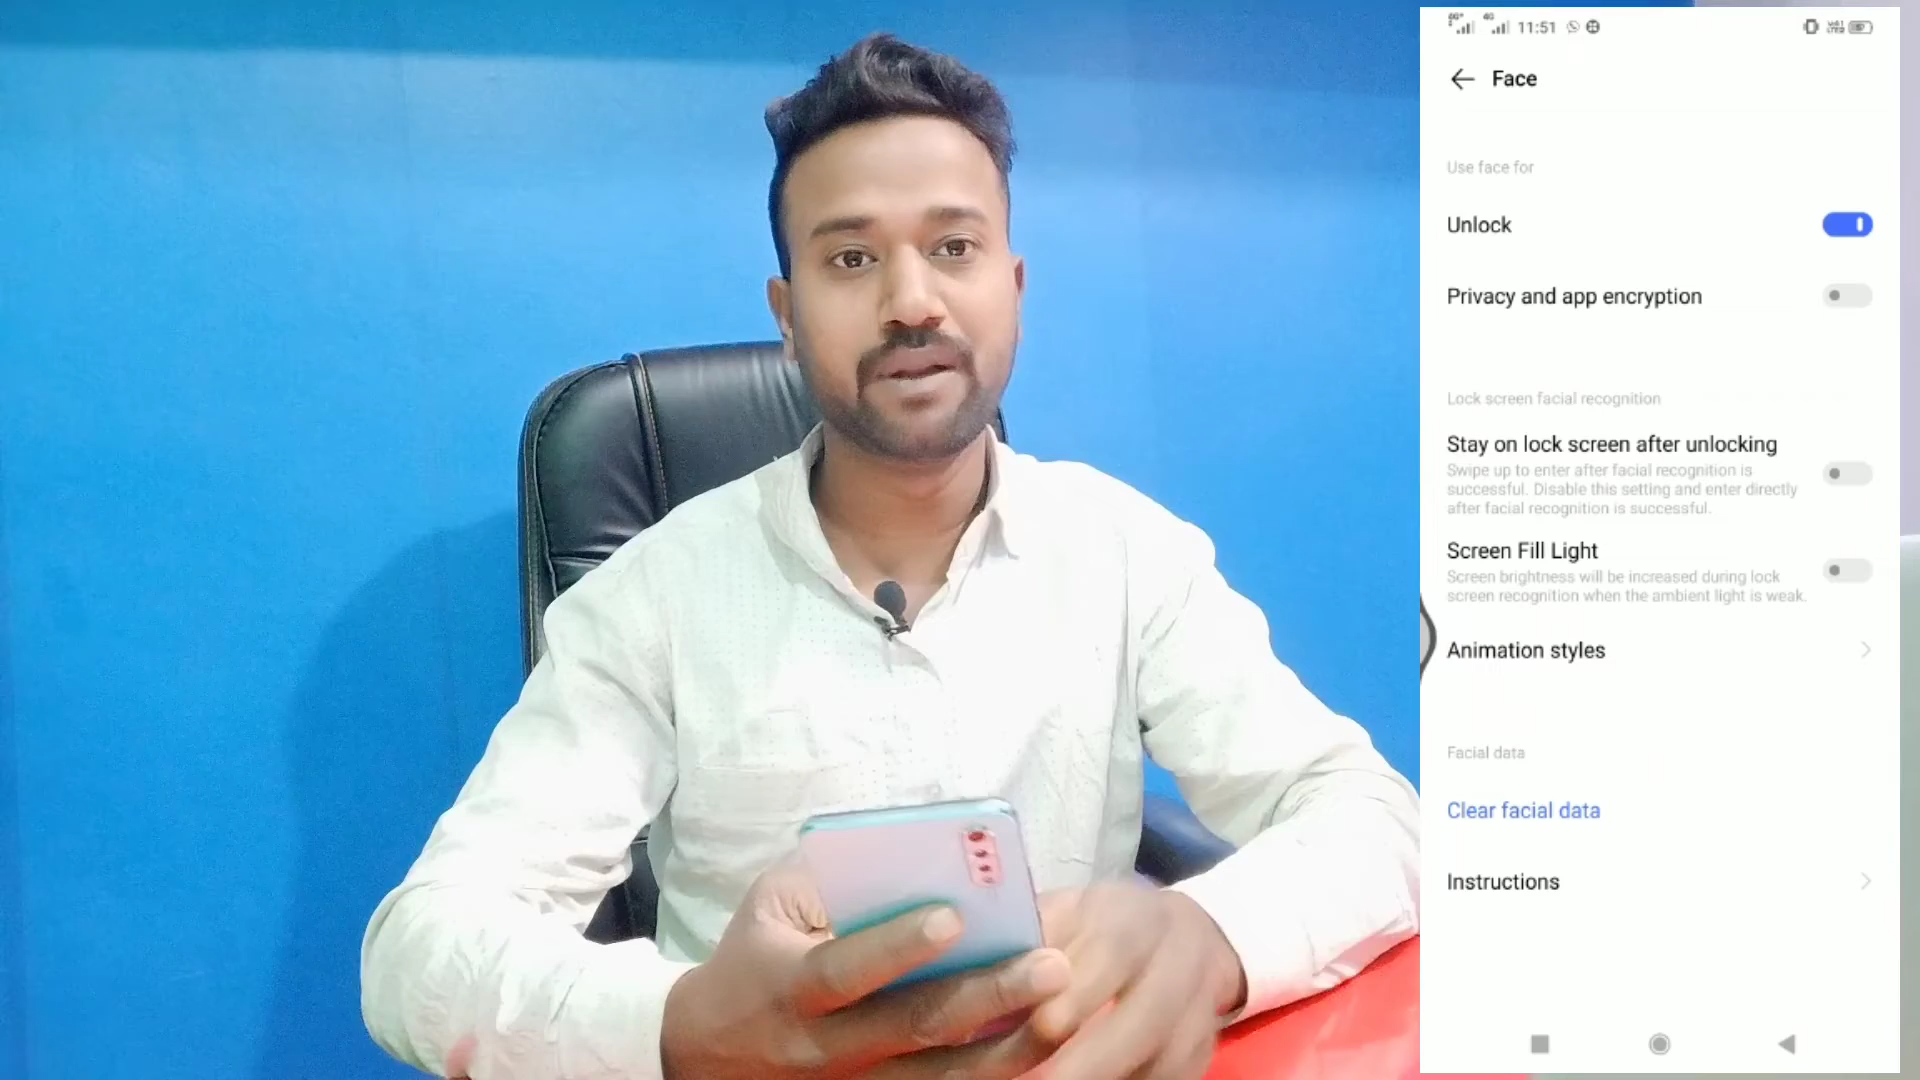 11:51
Face
Use face for
Unlock
Privacy and app encryption
Lock screen facial recognition
Stay on lock screen after unlocking
Swipe up to enter after facial recognition is
successful. Disable this setting and enter directly
after facial recognition is successful.
Screen Fill Light
Screen brightness will be increased during lock
screen recognition when the ambient light is weak.
Animation styles
Facial data
Clear facial data
Instructions